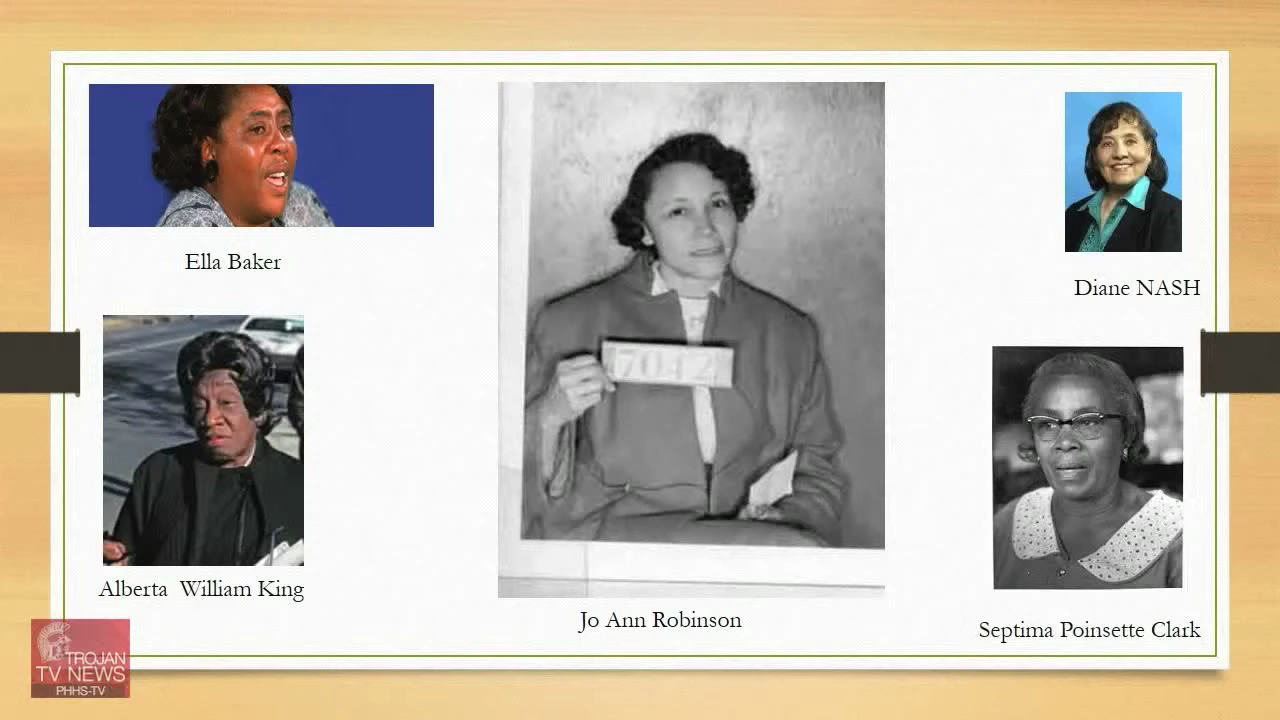 Ella Baker
Diane NASH
7042
Alberta William King
Jo Ann Robinson
Septima Poinsette Clark
TROJAN
TV NEWS
PHHS-TV